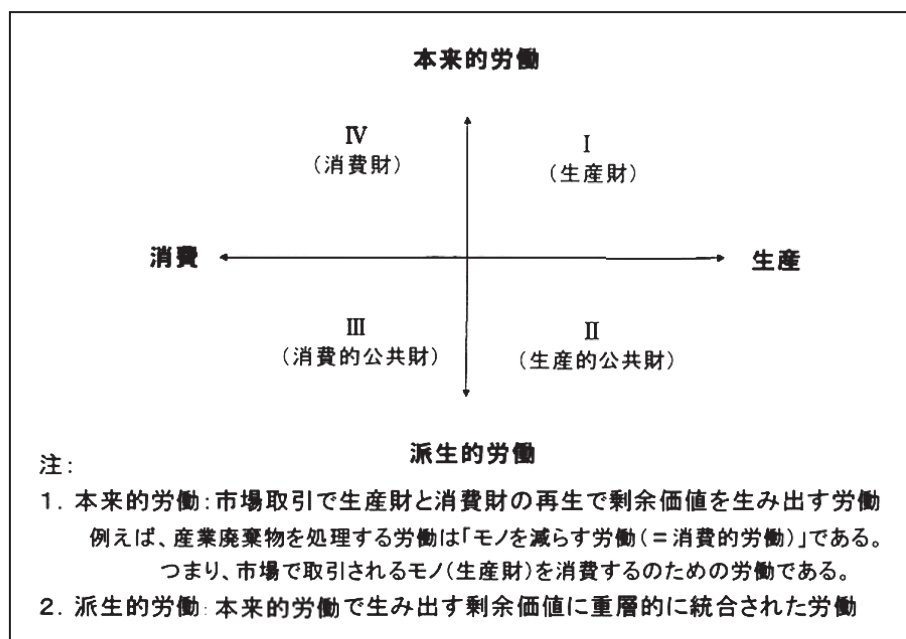 本来的労働
Ⅳ
(消費財)
Ⅰ
(生産財)
消費
生産
Ⅲ
(消費的公共財)
Ⅱ
(生産的公共財)
派生的労働
注:
1. 本来的労働:市場取引で生産財と消費財の再生で剰余価値を生み出す労働
例えば、産業廃棄物を処理する労働は「モノを減らす労働(=消費的労働)」である。
つまり、市場で取引されるモノ(生産財)を消費するのための労働である。
2. 派生的労働:本来的労働で生み出す剰余価値に重層的に統合された労働